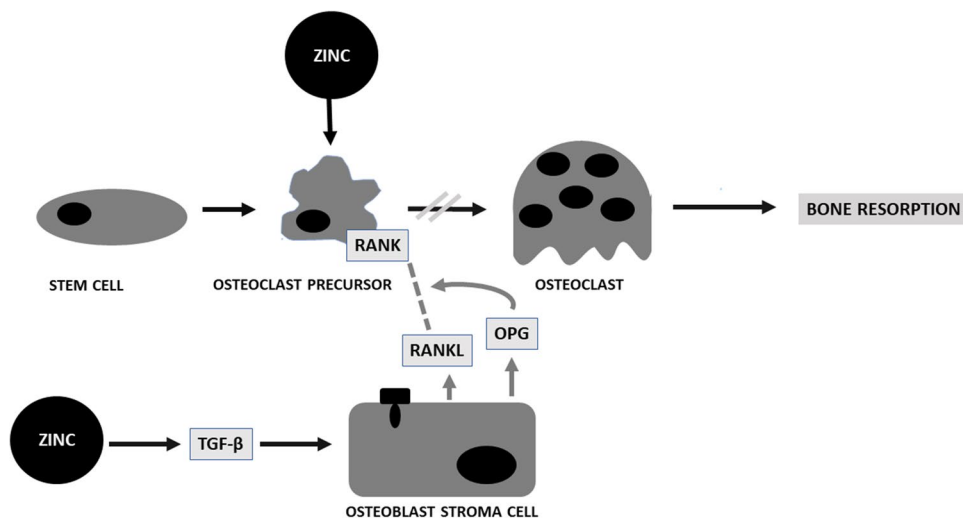 ZINC
RANK
BONE RESORPTION
STEM CELL
OSTEOCLAST PRECURSOR
OSTEOCLAST
RANKL
OPG
ZINC
TGF-β
OSTEOBLAST STROMA CELL